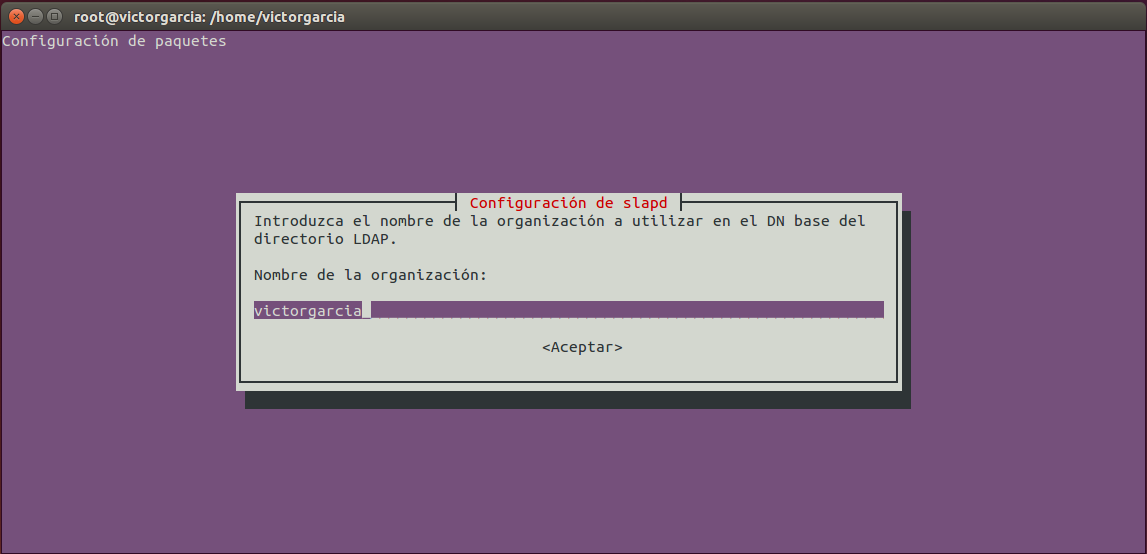 root@victorgarcia: /home/victorgarcia
Configuración de paquetes
Configuración de slapd
Introduzca el nombre de la organización a utilizar en el DN base del
directorio LDAP.
Nombre de la organización:
victorgarcia
<Aceptar>